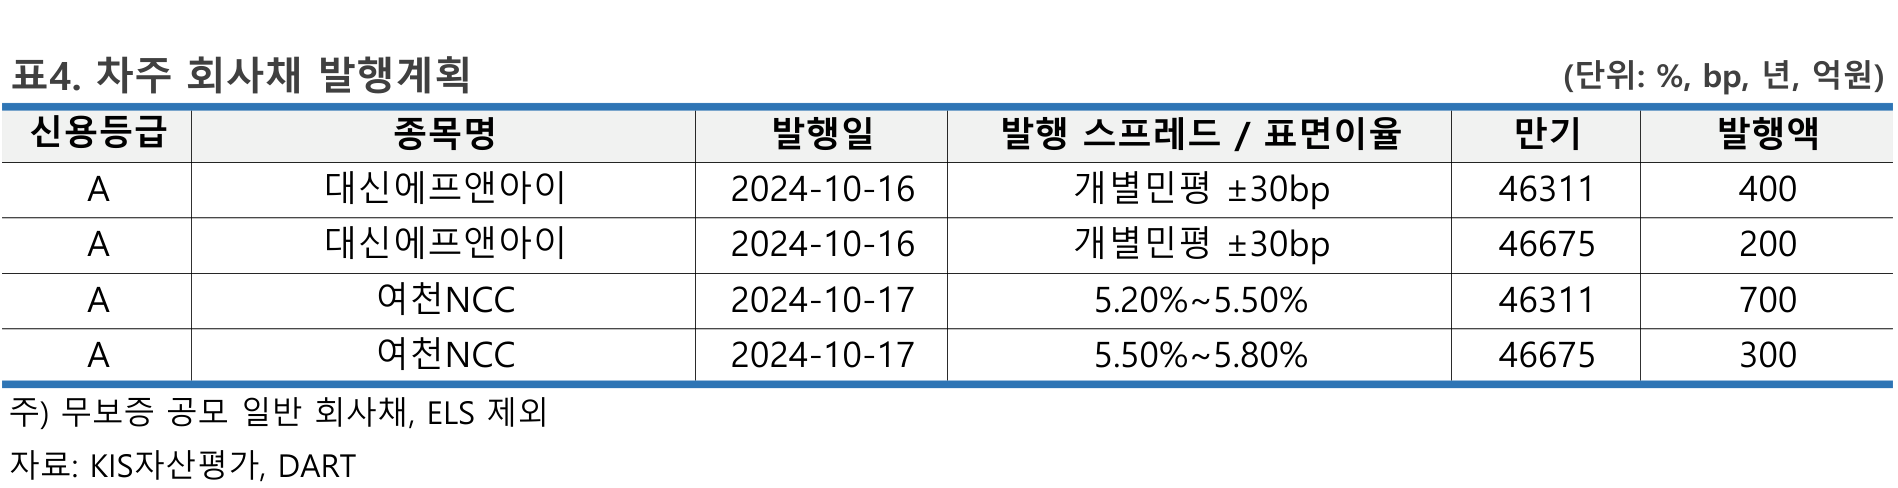 표4. 차주 회사채 발행계획 (단위: %, bp, 년, 억원)
신용등급 종목명 발행일 발행 스프레드 / 표면이율 만기 발행액
A 대신에프앤아이 2024-10-16 개별민평 ±30bp 46311 400
A 대신에프앤아이 2024-10-16 개별민평 ±30bp 46675 200
A 여천NCC 2024-10-17 5.20%~5.50% 46311 700
A 여천NCC 2024-10-17 5.50%~5.80% 46675 300
주) 무보증 공모 일반 회사채, ELS 제외
자료: KIS자산평가, DART